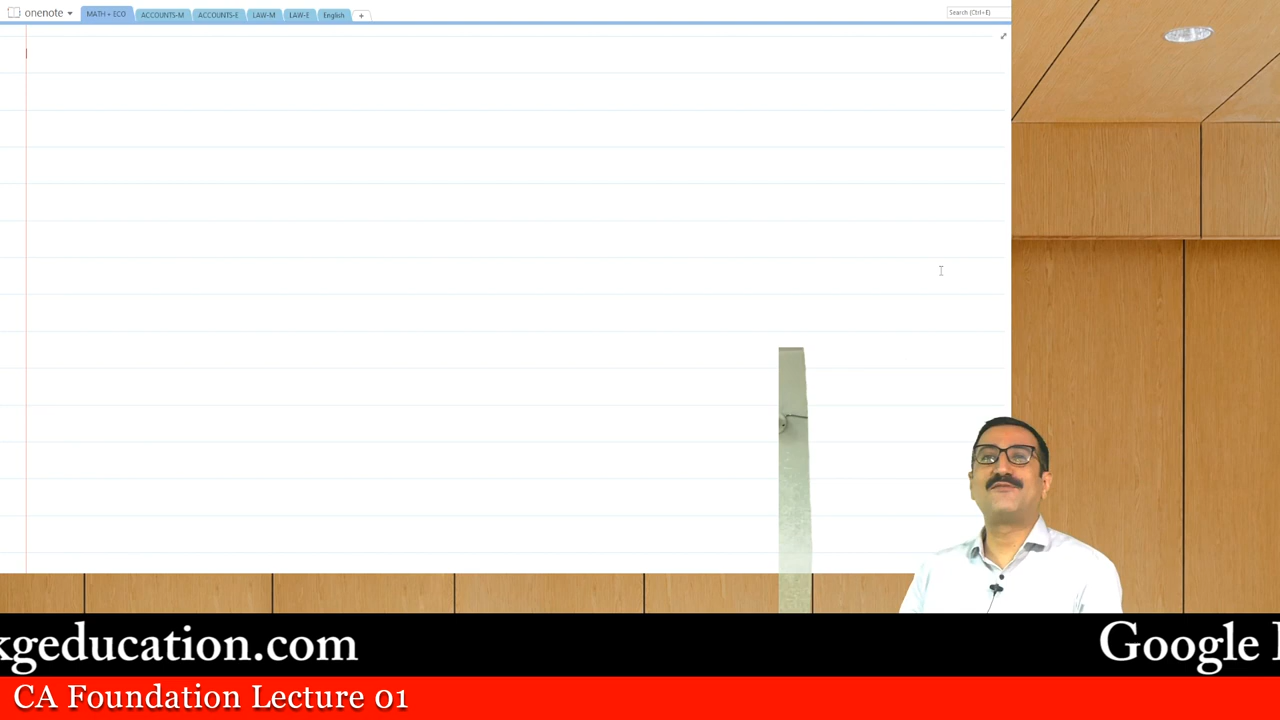 onenote
MATH + ECO
ACCOUNTS-M
ACCOUNTS-E
LAW-M
LAW-E
English
+
Search (Ctrl+E)
kgeducation.com
Google
CA Foundation Lecture 01